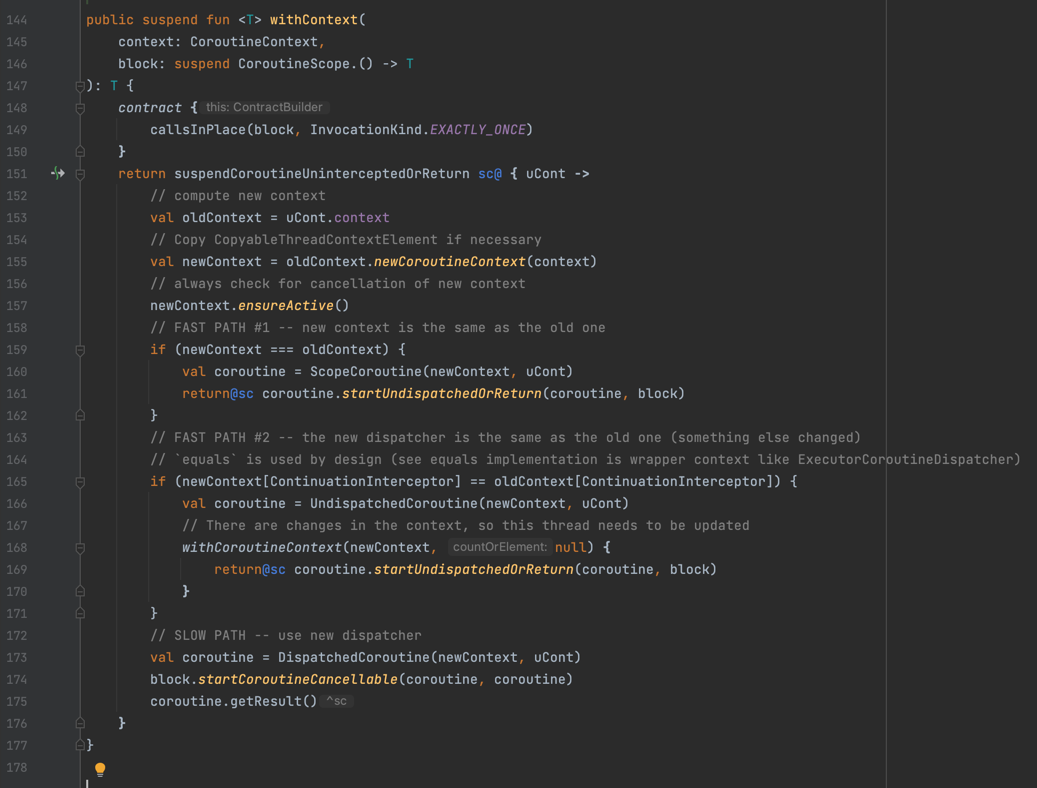 144 public suspend fun <T> withContext(
145     context: CoroutineContext,
146     block: suspend CoroutineScope.() -> T
147 ): T {
148     contract { this: ContractBuilder
149         callsInPlace(block, InvocationKind.EXACTLY_ONCE)
150     }
151     return suspendCoroutineUninterceptedOrReturn sc@ { uCont ->
152         // compute new context
153         val oldContext = uCont.context
154         // Copy CopyableThreadContextElement if necessary
155         val newContext = oldContext.newCoroutineContext(context)
156         // always check for cancellation of new context
157         newContext.ensureActive()
158         // FAST PATH #1 -- new context is the same as the old one
159         if (newContext === oldContext) {
160             val coroutine = ScopeCoroutine(newContext, uCont)
161             return@sc coroutine.startUndispatchedOrReturn(coroutine, block)
162         }
163         // FAST PATH #2 -- the new dispatcher is the same as the old one (something else changed)
164         // `equals` is used by design (see equals implementation is wrapper context like ExecutorCoroutineDispatcher)
165         if (newContext[ContinuationInterceptor] == oldContext[ContinuationInterceptor]) {
166             val coroutine = UndispatchedCoroutine(newContext, uCont)
167             // There are changes in the context, so this thread needs to be updated
168             withCoroutineContext(newContext, countOrElement: null) {
169                 return@sc coroutine.startUndispatchedOrReturn(coroutine, block)
170             }
171         }
172         // SLOW PATH -- use new dispatcher
173         val coroutine = DispatchedCoroutine(newContext, uCont)
174         block.startCoroutineCancellable(coroutine, coroutine)
175         coroutine.getResult() ^sc
176     }
177 }
178